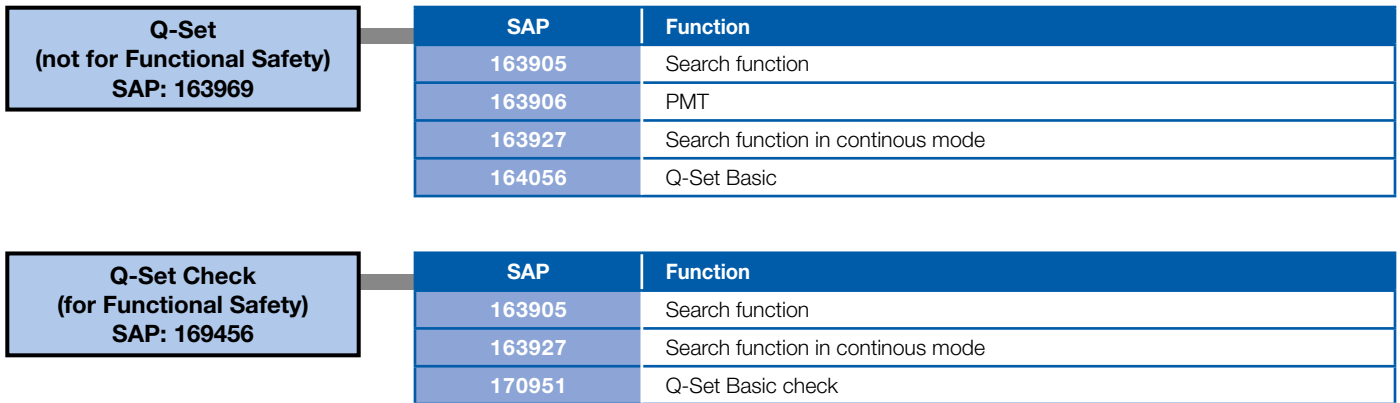 Q-Set
(not for Functional Safety)
SAP: 163969
SAP Function
163905 Search function
163906 PMT
163927 Search function in continous mode
164056 Q-Set Basic
Q-Set Check
(for Functional Safety)
SAP: 169456
SAP Function
163905 Search function
163927 Search function in continous mode
170951 Q-Set Basic check